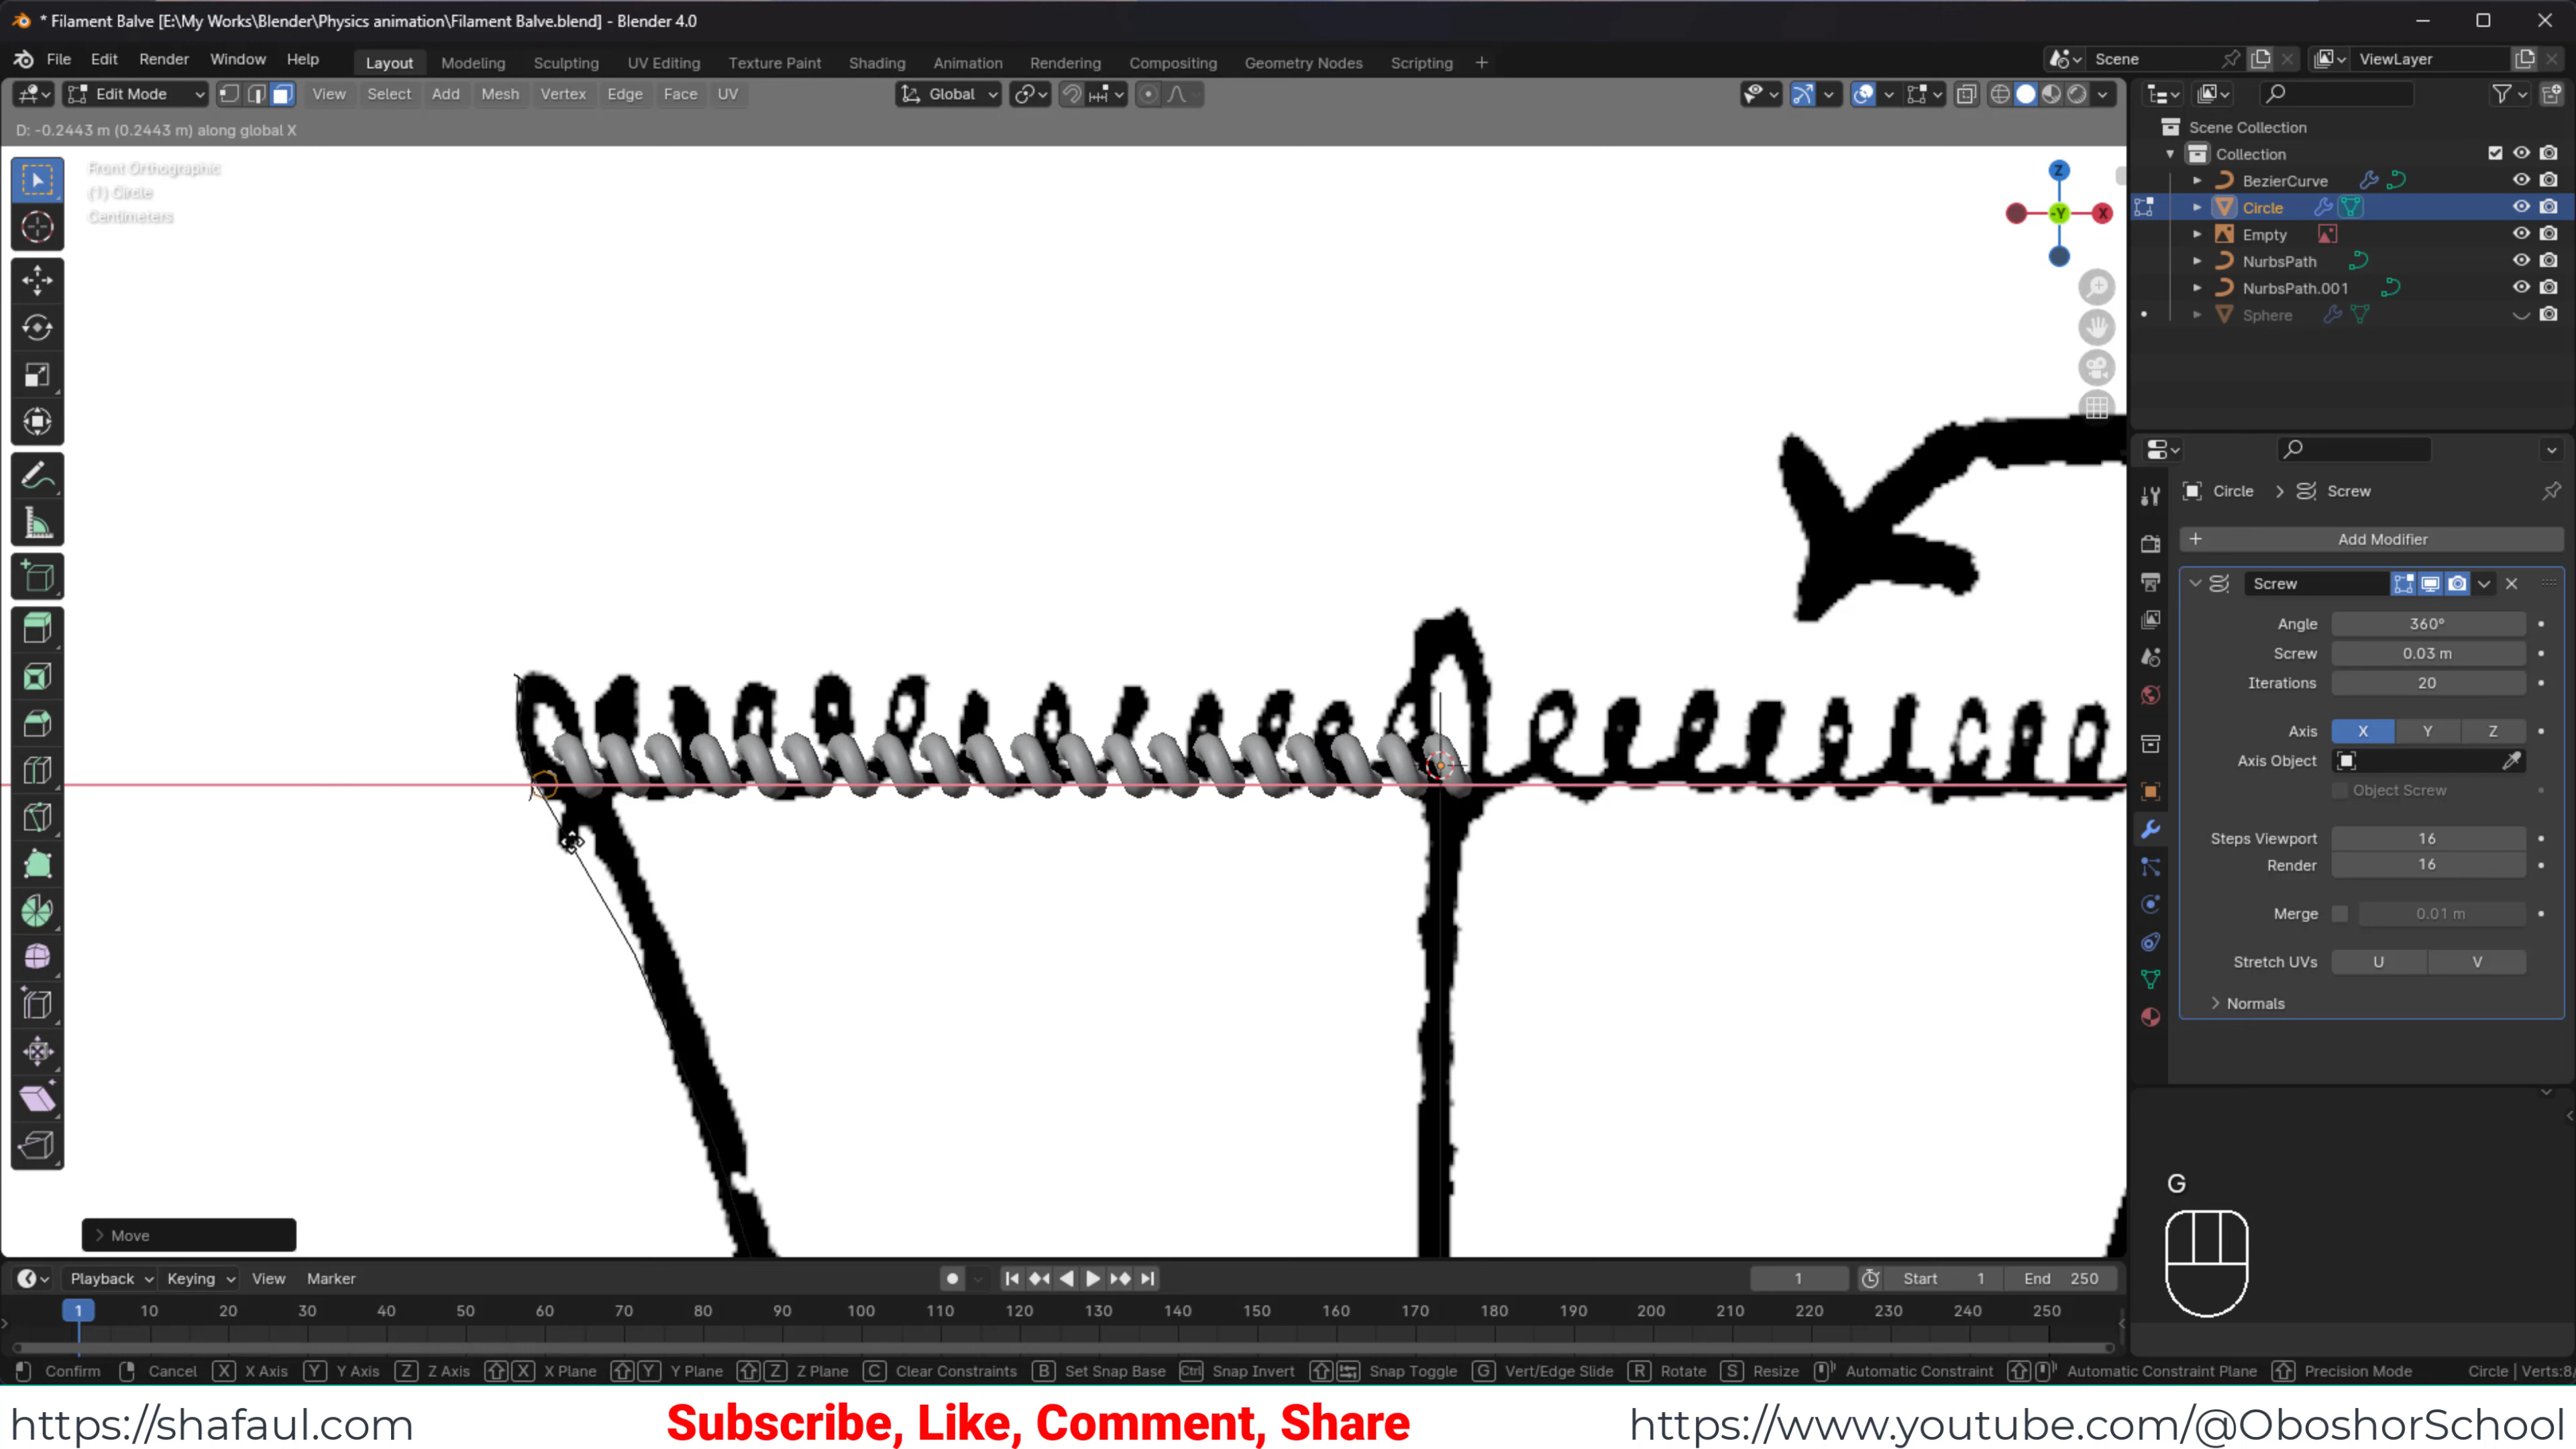 * Filament Balve [E:\My Works\Blender\Physics animation\Filament Balve.blend] - Blender 4.0
File Edit Render Window Help Layout Modeling Sculpting UV Editing Texture Paint Shading Animation Rendering Compositing Geometry Nodes Scripting + Scene ViewLayer
Edit Mode View Select Add Mesh Vertex Edge Face UV Global
D: -0.2443 m (0.2443 m) along global X
Front Orthographic
(1) Circle
Centimeters
Z
-Y
X
Scene Collection
Collection
BezierCurve
Circle
Empty
NurbsPath
NurbsPath.001
Sphere
Circle > Screw
+ Add Modifier
Screw
Angle 360°
Screw 0.03 m
Iterations 20
Axis X Y Z
Axis Object
Object Screw
Steps Viewport 16
Render 16
Merge 0.01 m
Stretch UVs U V
Normals
G
Move
Playback Keying View Marker 1 Start 1 End 250
1 10 20 30 40 50 60 70 80 90 100 110 120 130 140 150 160 170 180 190 200 210 220 230 240 250
Confirm Cancel X X Axis Y Y Axis Z Z Axis X X Plane Y Y Plane Z Z Plane C Clear Constraints B Set Snap Base Ctrl Snap Invert Snap Toggle G Vert/Edge Slide R Rotate S Resize Automatic Constraint Automatic Constraint Plane Precision Mode Circle | Verts:8/
https://shafaul.com
Subscribe, Like, Comment, Share
https://www.youtube.com/@OboshorSchool